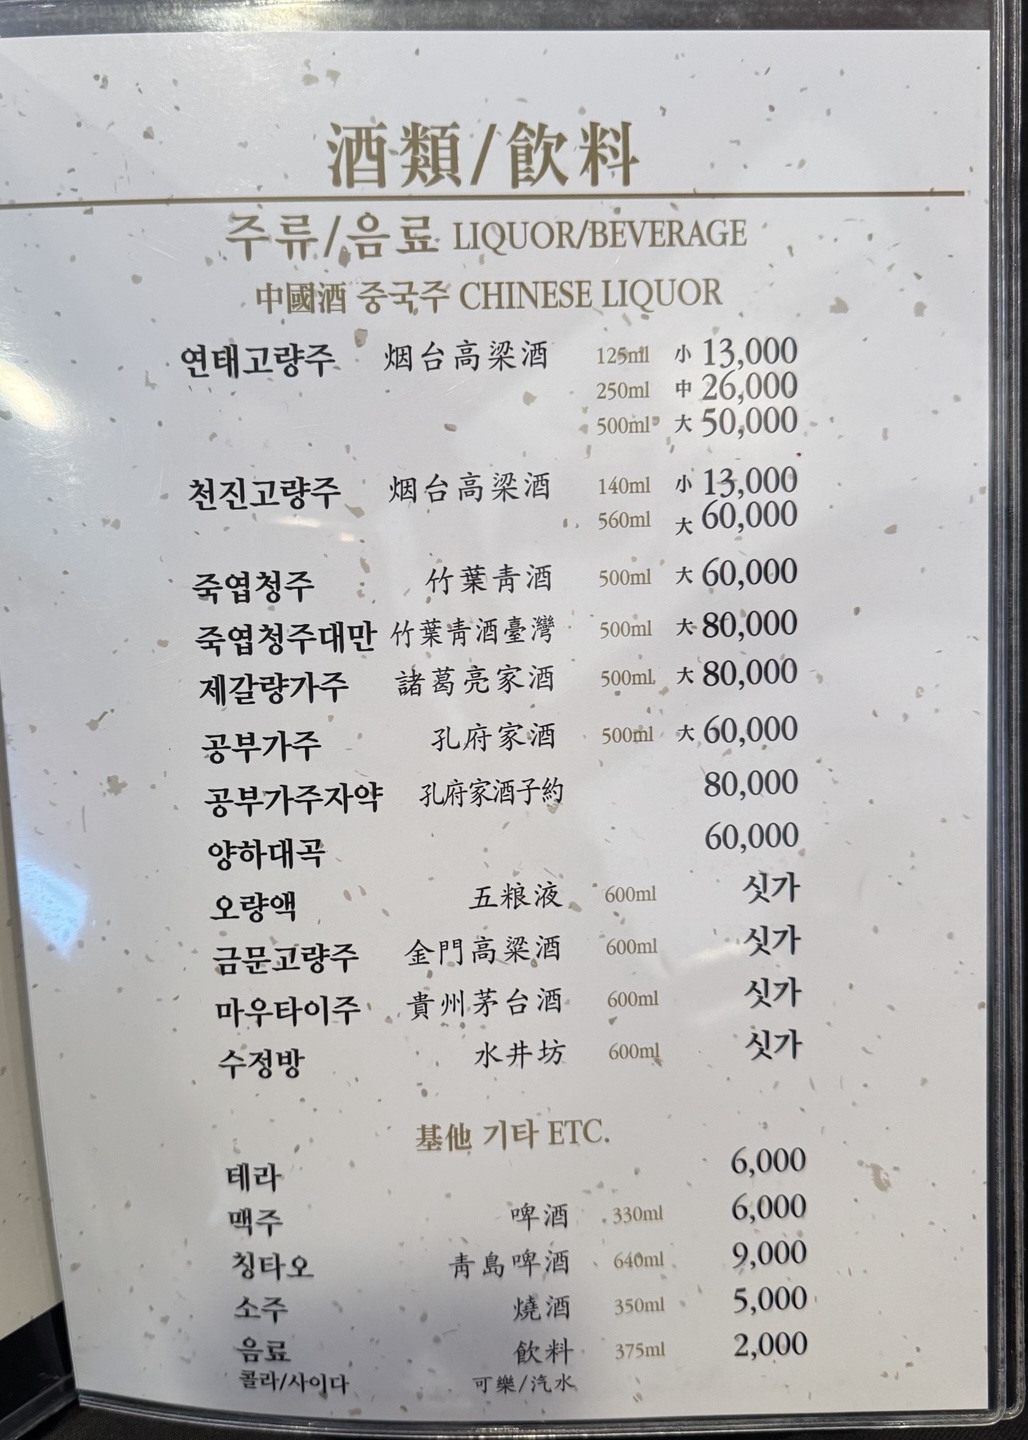 酒類/飮料
주류/음료 LIQUOR/BEVERAGE
中國酒 중국주 CHINESE LIQUOR
연태고량주 烟台高梁酒 125ml 小 13,000
250ml 中 26,000
500ml 大 50,000
천진고량주 烟台高梁酒 140ml 小 13,000
560ml 大 60,000
죽엽청주 竹葉靑酒 500ml 大 60,000
죽엽청주대만 竹葉靑酒臺灣 500ml 大 80,000
제갈량가주 諸葛亮家酒 500ml 大 80,000
공부가주 孔府家酒 500ml 大 60,000
공부가주자약 孔府家酒子約 80,000
양하대곡 60,000
오량액 五粮液 600ml 싯가
금문고량주 金門高粱酒 600ml 싯가
마우타이주 貴州茅台酒 600ml 싯가
수정방 水井坊 600ml 싯가
基他 기타 ETC.
테라 6,000
맥주 啤酒 330ml 6,000
칭타오 靑島啤酒 640ml 9,000
소주 燒酒 350ml 5,000
음료 飮料 375ml 2,000
콜라/사이다 可樂/汽水